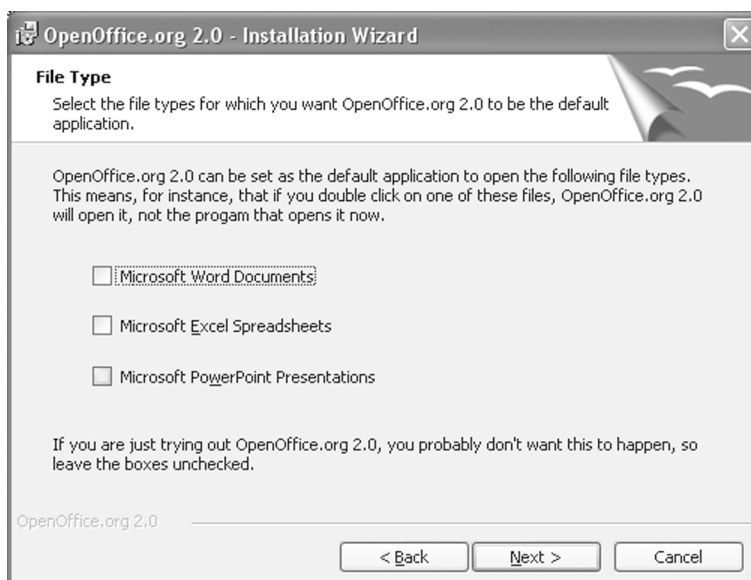 OpenOffice.org 2.0 - Installation Wizard
File Type
Select the file types for which you want OpenOffice.org 2.0 to be the default
application.
OpenOffice.org 2.0 can be set as the default application to open the following file types.
This means, for instance, that if you double click on one of these files, OpenOffice.org 2.0
will open it, not the progam that opens it now.
Microsoft Word Documents
Microsoft Excel Spreadsheets
Microsoft PowerPoint Presentations
If you are just trying out OpenOffice.org 2.0, you probably don't want this to happen, so
leave the boxes unchecked.
OpenOffice.org 2.0
< Back Next > Cancel